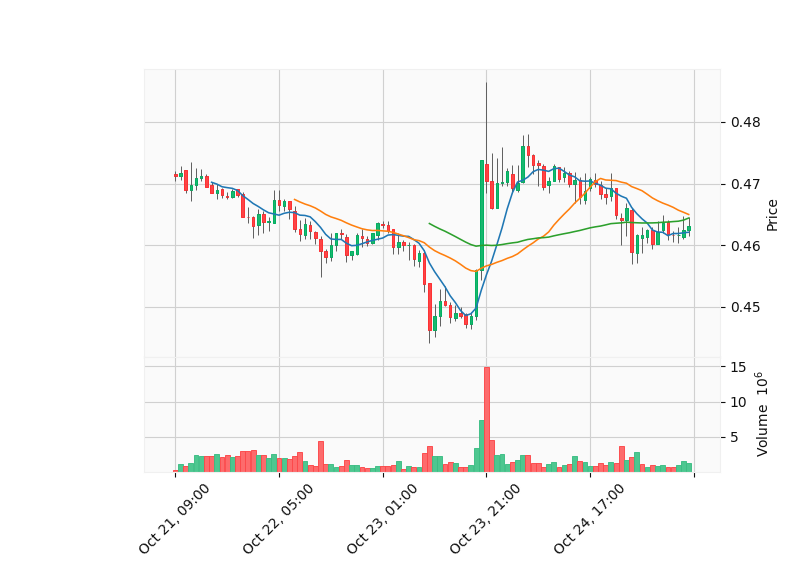 0.48
0.47
0.46
0.45
Price
15
10
5
Volume 10^6
Oct 21, 09:00
Oct 22, 05:00
Oct 23, 01:00
Oct 23, 21:00
Oct 24, 17:00